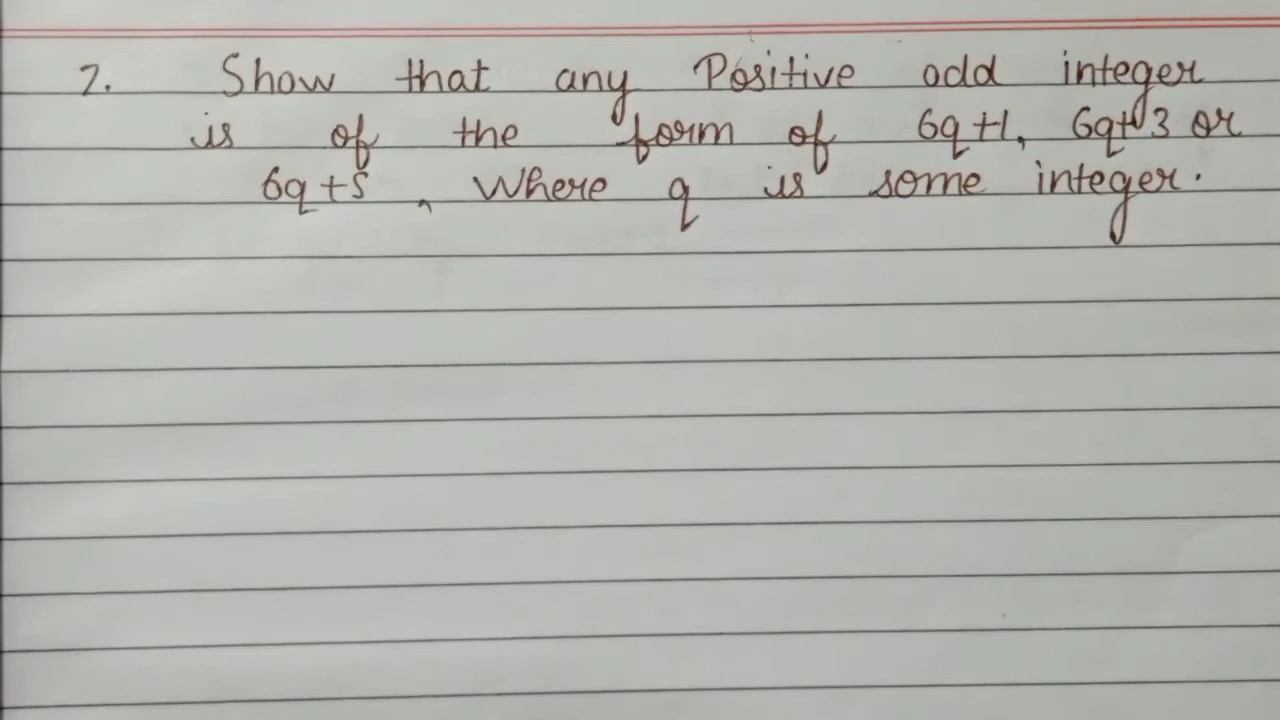 2. Show that any Positive odd integer
is of the form of 6q+1, 6q+3 or
6q+5, Where q is some integer.